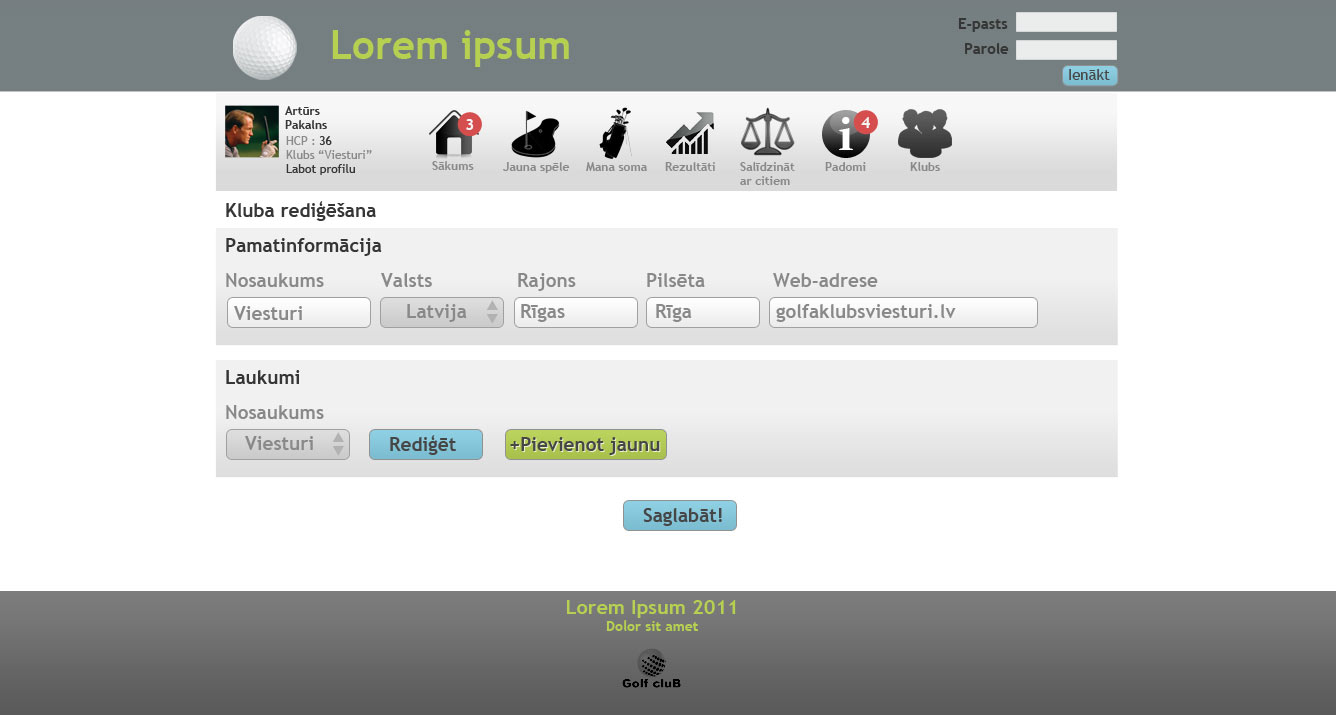 Lorem ipsum
E-pasts
Parole
Ienākt
Artūrs
Pakalns
HCP : 36
Klubs “Viesturi”
Labot profilu
3
Sākums
Jauna spēle
Mana soma
Rezultāti
Salīdzināt
ar citiem
i 4
Padomi
Klubs
Kluba rediģēšana
Pamatinformācija
Nosaukums Valsts Rajons Pilsēta Web-adrese
Viesturi Latvija Rīgas Rīga golfaklubsviesturi.lv
Laukumi
Nosaukums
Viesturi Rediģēt +Pievienot jaunu
Saglabāt!
Lorem Ipsum 2011
Dolor sit amet
Golf cluB